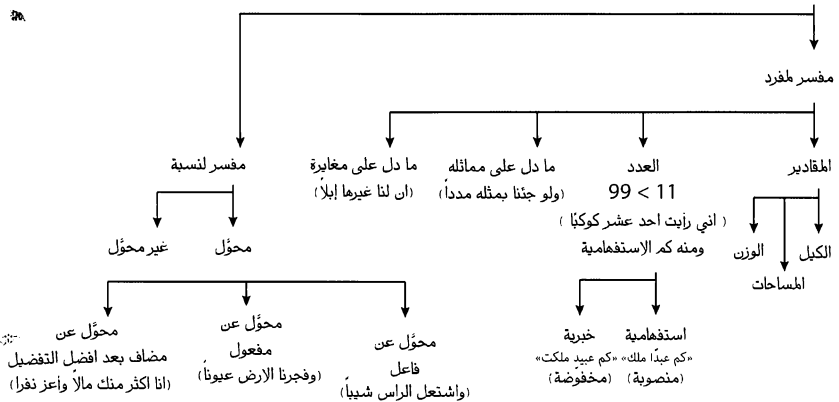 مفسر لمفرد
المقادير
الكيل
المساحات
الوزن
العدد
99 < 11
( اني رأيت احد عشر كوكبًا )
ومنه كم الإستفهامية
استفهامية
«كم عبدًا ملك»
(منصوبة)
خبرية
«كم عبيد ملكت»
(مخفوضة)
ما دل على مماثله
(ولو جئنا بمثله مدداً)
ما دل على مغايرة
(ان لنا غيرها إبلاً)
مفسر لنسبة
محوَّل
غير محوَّل
محوَّل عن
فاعل
(واشتعل الراس شيباً)
محوَّل عن
مفعول
(وفجرنا الارض عيوناً)
محوَّل عن
مضاف بعد افضل التفضيل
(انا اكثر منك مالاً وأعز نفرا)